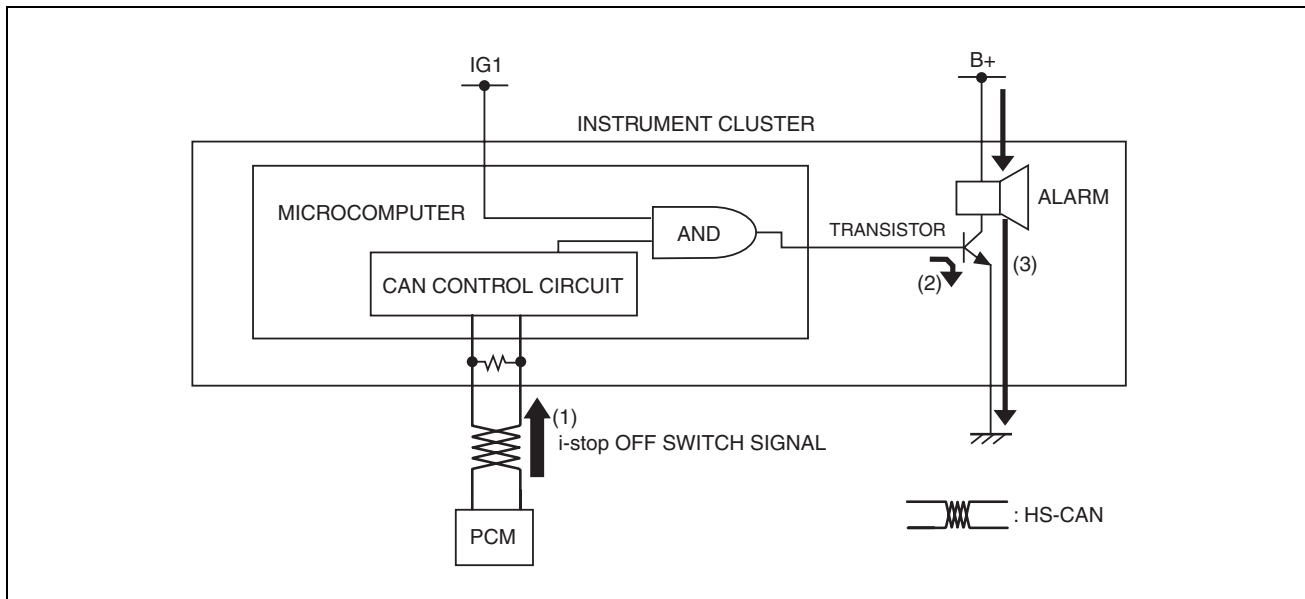 IG1
B+
INSTRUMENT CLUSTER
MICROCOMPUTER
ALARM
AND
TRANSISTOR
CAN CONTROL CIRCUIT
(2)
(3)
(1)
i-stop OFF SWITCH SIGNAL
: HS-CAN
PCM